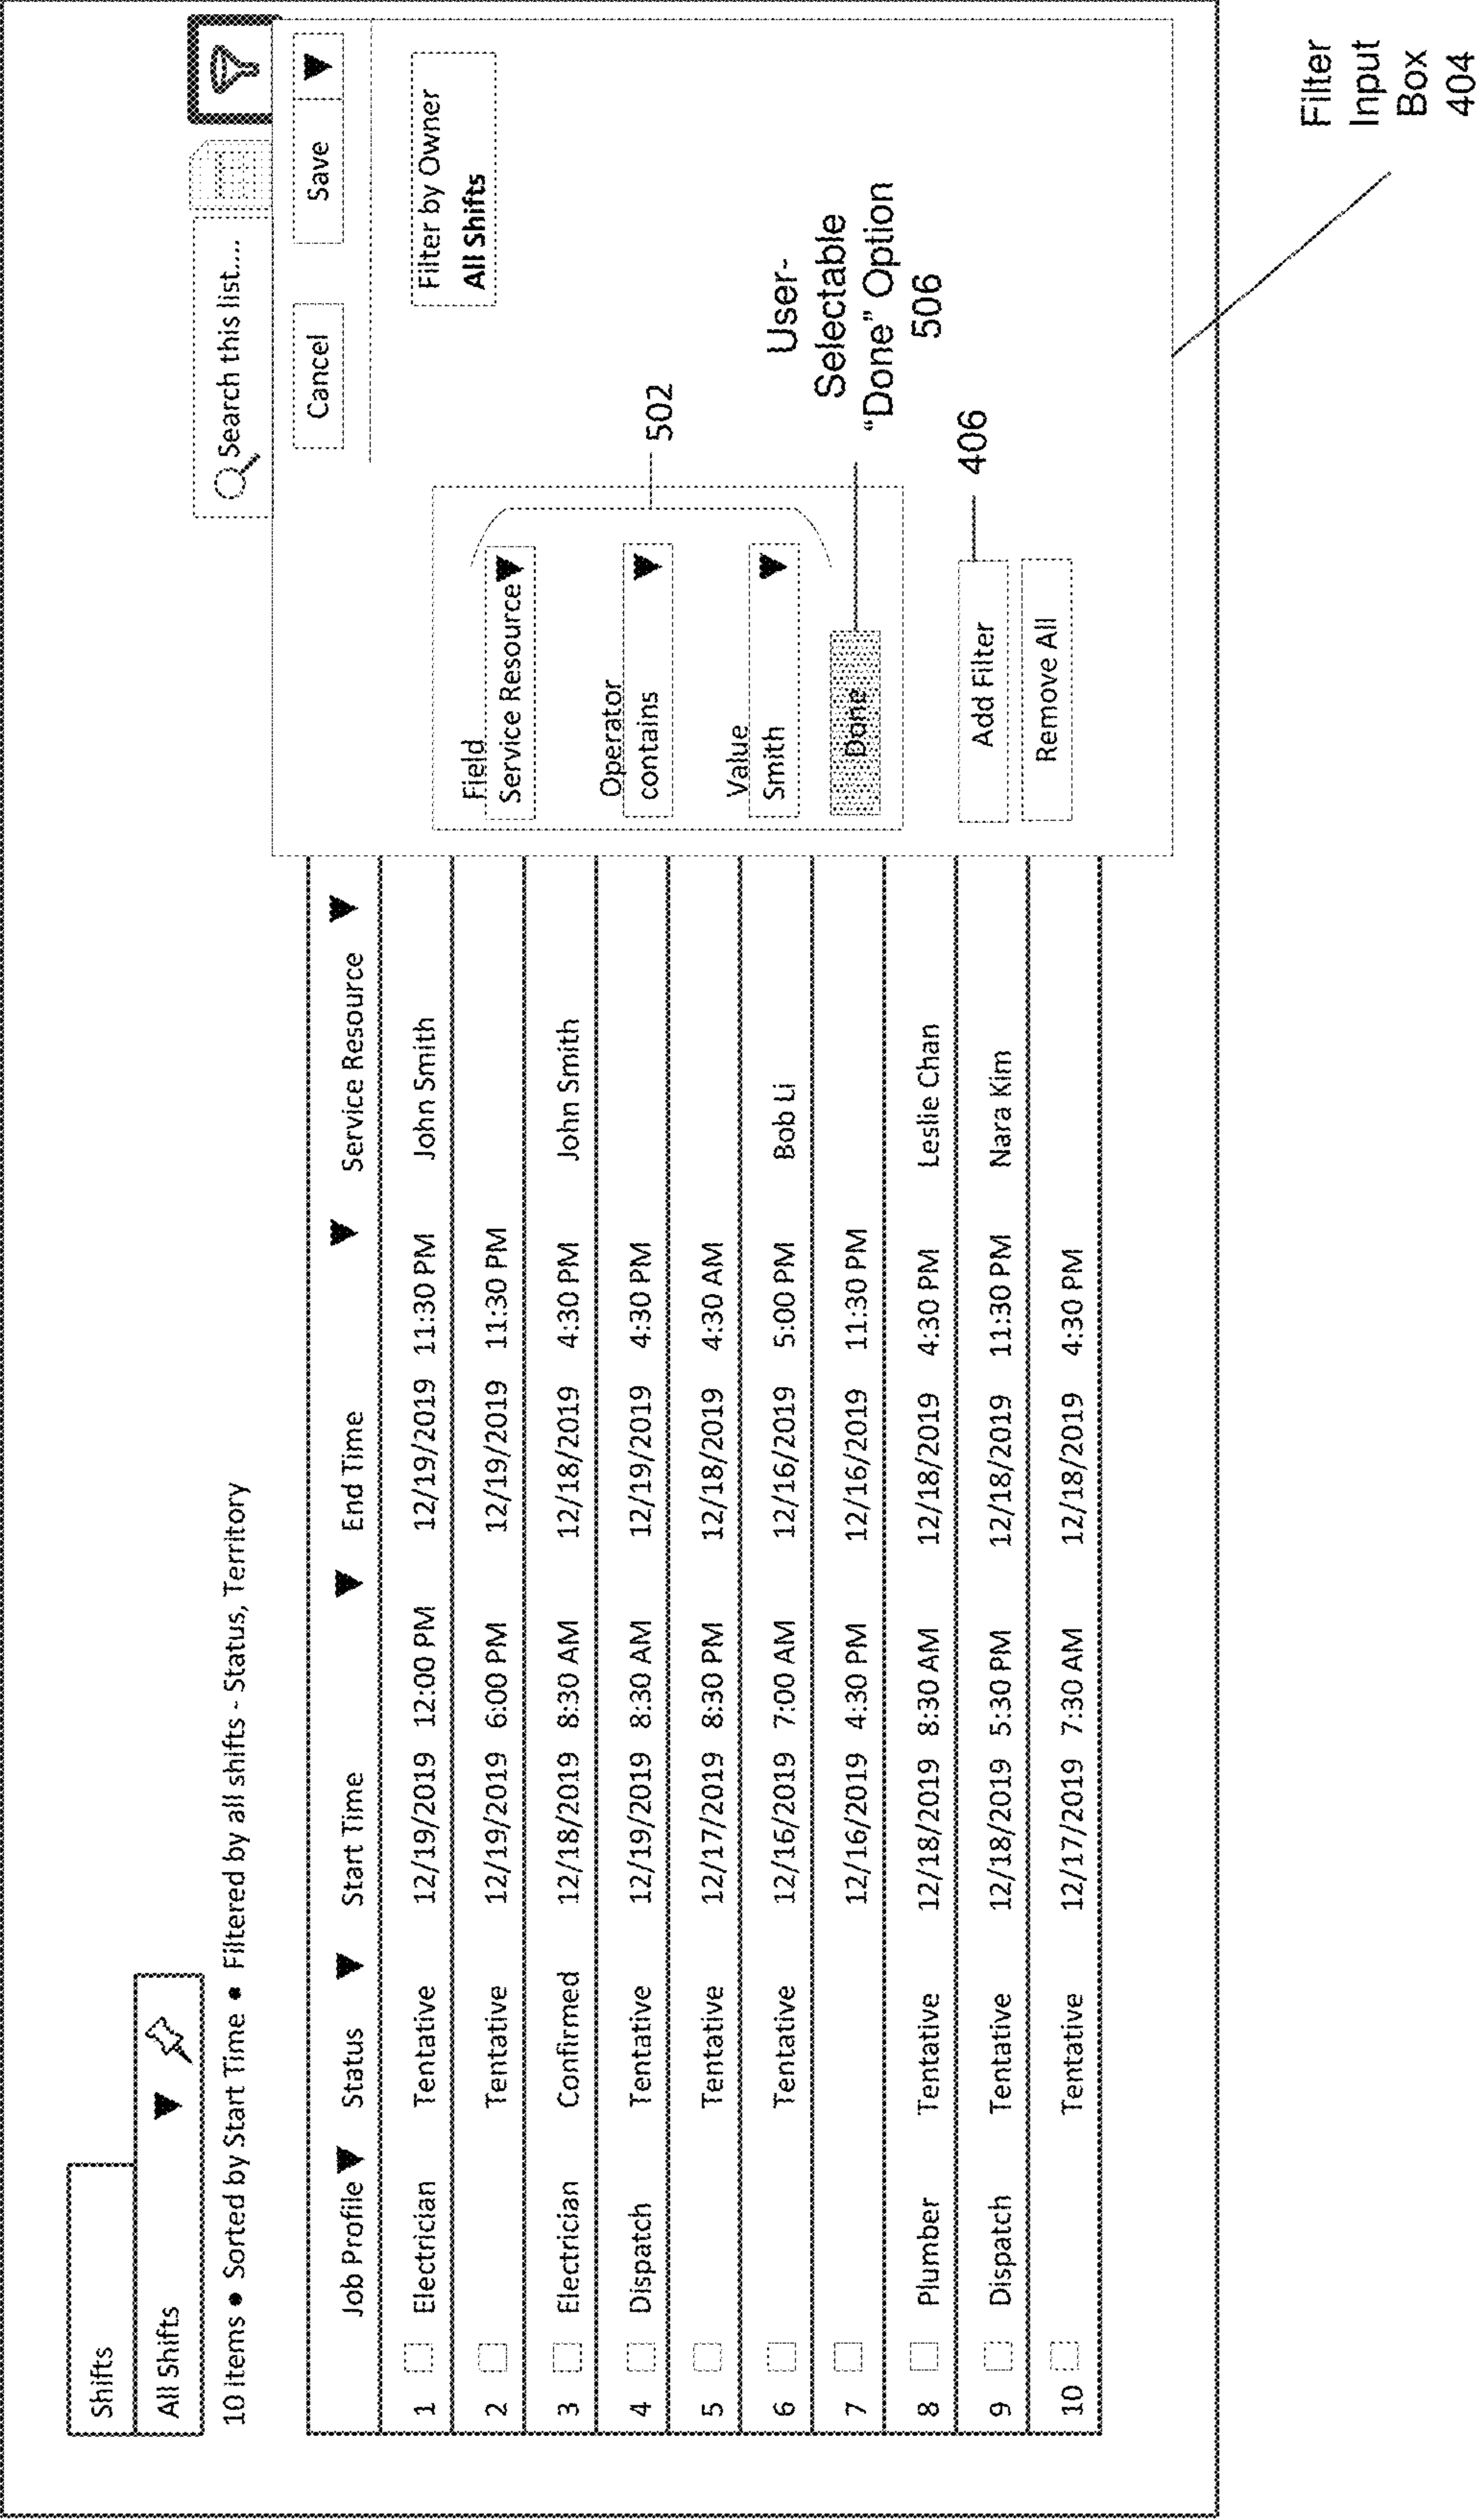 Shifts
All Shifts
10 items • Sorted by Start Time • Filtered by all shifts - Status, Territory
Search this list....
Job Profile Status Start Time End Time Service Resource
1 Electrician Tentative 12/19/2019 12:00 PM 12/19/2019 11:30 PM John Smith
2 Tentative 12/19/2019 6:00 PM 12/19/2019 11:30 PM
3 Electrician Confirmed 12/18/2019 8:30 AM 12/18/2019 4:30 PM John Smith
4 Dispatch Tentative 12/19/2019 8:30 AM 12/19/2019 4:30 PM
5 Tentative 12/17/2019 8:30 PM 12/18/2019 4:30 AM
6 Tentative 12/16/2019 7:00 AM 12/16/2019 5:00 PM Bob Li
7 12/16/2019 4:30 PM 12/16/2019 11:30 PM
8 Plumber Tentative 12/18/2019 8:30 AM 12/18/2019 4:30 PM Leslie Chan
9 Dispatch Tentative 12/18/2019 5:30 PM 12/18/2019 11:30 PM Nara Kim
10 Tentative 12/17/2019 7:30 AM 12/18/2019 4:30 PM
Cancel Save
Filter by Owner
All Shifts
Field
Service Resource
Operator
contains
Value
Smith
Done
Add Filter
Remove All
502
User-
Selectable
“Done” Option
506
406
Filter
Input
Box
404